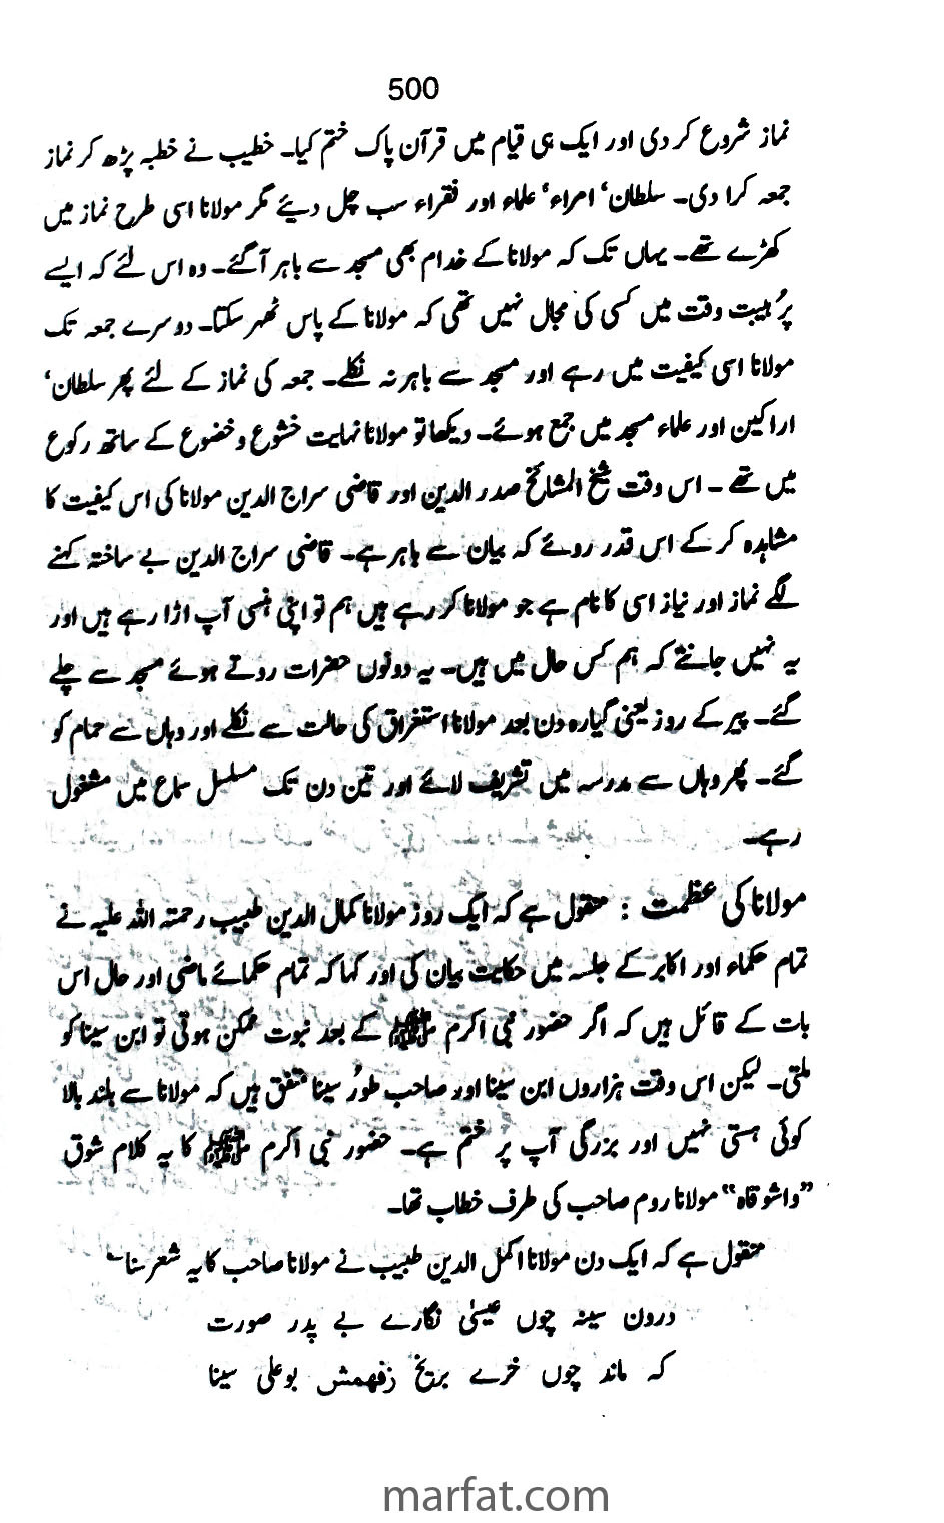 500
نماز شروع کر دی اور ایک ہی قیام میں قرآن پاک ختم کیا۔ خطیب نے خطبہ پڑھ کر نماز
جمعہ کرا دی۔ سلطان، امراء، علماء اور فقراء سب چل دیئے مگر مولانا اسی طرح نماز میں
کھڑے تھے۔ یہاں تک کہ مولانا کے خدام بھی مسجد سے باہر آ گئے۔ وہ اس لئے کہ ایسے
پُر ہیبت وقت میں کسی کی مجال نہیں تھی کہ مولانا کے پاس ٹھہر سکتا۔ دوسرے جمعہ تک
مولانا اسی کیفیت میں رہے اور مسجد سے باہر نہ نکلے۔ جمعہ کی نماز کے لئے پھر سلطان،
اراکین اور علماء مسجد میں جمع ہوئے۔ دیکھا تو مولانا نہایت خشوع و خضوع کے ساتھ رکوع
میں تھے۔ اس وقت شیخ المشائخ صدر الدین اور قاضی سراج الدین مولانا کی اس کیفیت کا
مشاہدہ کر کے اس قدر روئے کہ بیان سے باہر ہے۔ قاضی سراج الدین بے ساختہ کہنے
لگے نماز اور نیاز اسی کا نام ہے جو مولانا کر رہے ہیں ہم تو اپنی ہنسی آپ اڑا رہے ہیں اور
یہ نہیں جانتے کہ ہم کس حال میں ہیں۔ یہ دونوں حضرات روتے ہوئے مسجد سے چلے
گئے۔ پیر کے روز یعنی گیارہ دن بعد مولانا استغراق کی حالت سے نکلے اور وہاں سے حمام کو
گئے۔ پھر وہاں سے مدرسہ میں تشریف لائے اور تین دن تک مسلسل سماع میں مشغول
رہے۔
مولانا کی عظمت : منقول ہے کہ ایک روز مولانا کمال الدین طبیب رحمتہ اللہ علیہ نے
تمام حکماء اور اکابر کے جلسہ میں حکایت بیان کی اور کہا کہ تمام حکمائے ماضی اور حال اس
بات کے قائل ہیں کہ اگر حضور نبی اکرم ﷺ کے بعد نبوت ممکن ہوتی تو ابن سینا کو
ملتی۔ لیکن اس وقت ہزاروں ابن سینا اور صاحب طورُ سینا متفق ہیں کہ مولانا سے بلند بالا
کوئی ہستی نہیں اور بزرگی آپ پر ختم ہے۔ حضور نبی اکرم ﷺ کا یہ کلام شوق
”واشوقاہ“ مولانا روم صاحب کی طرف خطاب تھا۔
منقول ہے کہ ایک دن مولانا اکمل الدین طبیب نے مولانا صاحب کا یہ شعر سنا ؎
درون سینہ چوں عیسیٰ نگارے بے پدر صورت
کہ ماند چوں خرے بریخ زفہمش بوعلی سینا
marfat.com